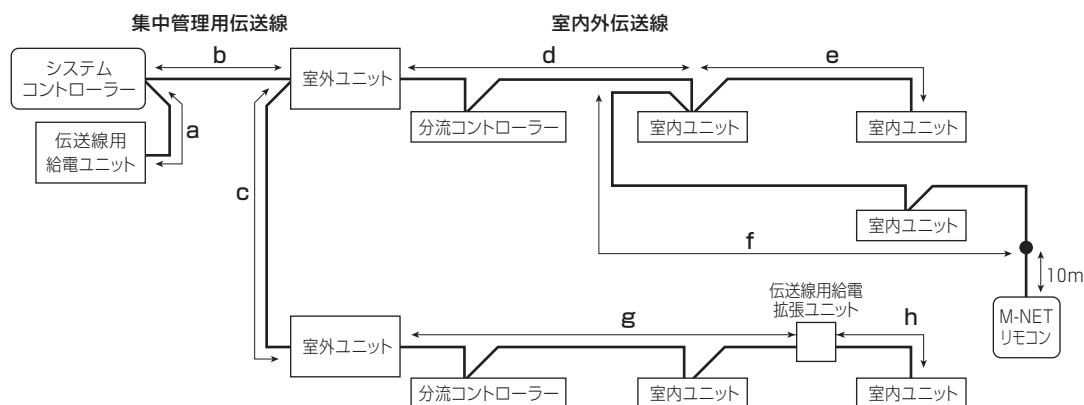 集中管理用伝送線
室内外伝送線
b
d
e
システム
コントローラー
室外ユニット
a
分流コントローラー
室内ユニット
室内ユニット
伝送線用
給電ユニット
c
室内ユニット
f
10m
伝送線用給電
拡張ユニット
M-NET
リモコン
g
h
室外ユニット
分流コントローラー
室内ユニット
室内ユニット